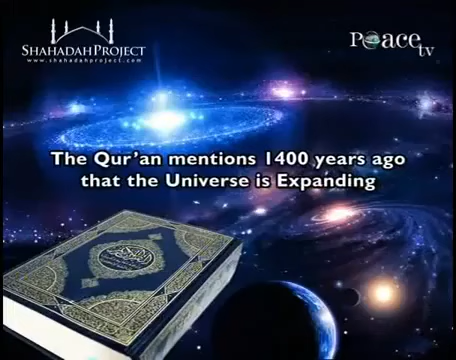 SHAHADAHPROJECT
www.shahadahproject.com
Peace tv
The Qur'an mentions 1400 years ago
that the Universe is Expanding